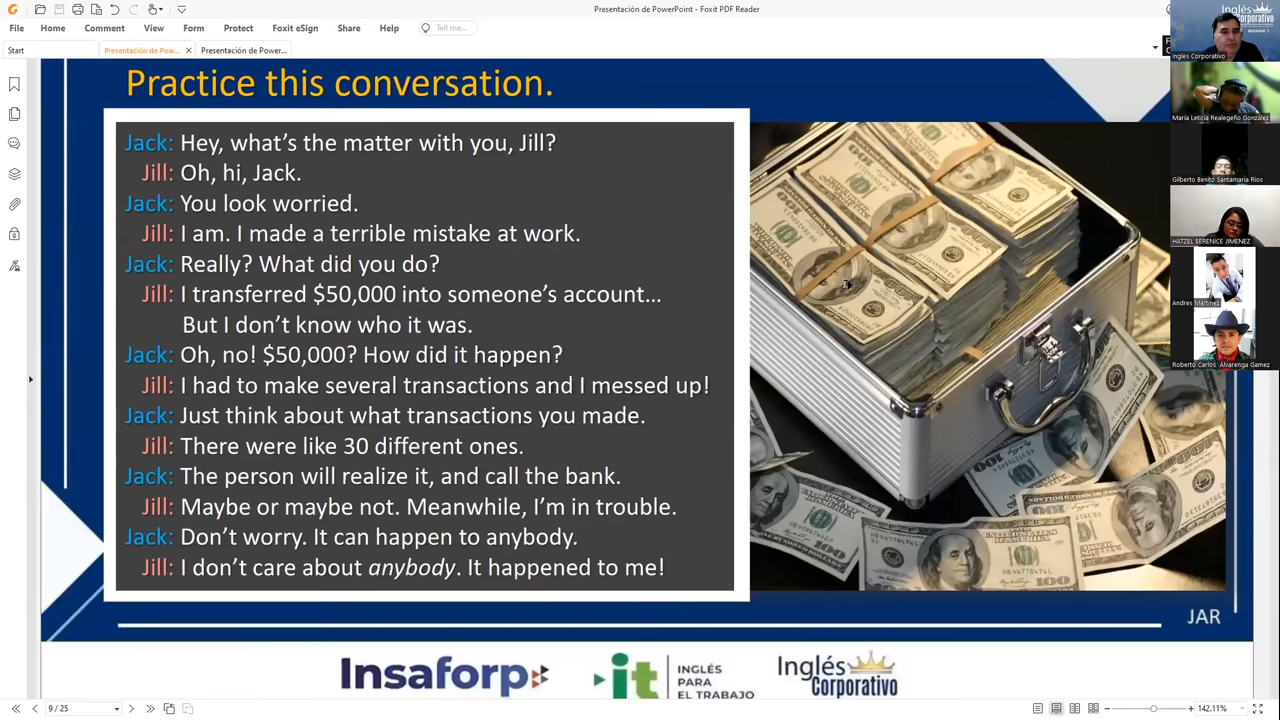 Presentación de PowerPoint - Foxit PDF Reader
File Home Comment View Form Protect Foxit eSign Share Help Tell me...
Start Presentación de Pow... Presentación de Power...
Practice this conversation.
Jack: Hey, what's the matter with you, Jill?
Jill: Oh, hi, Jack.
Jack: You look worried.
Jill: I am. I made a terrible mistake at work.
Jack: Really? What did you do?
Jill: I transferred $50,000 into someone's account...
But I don't know who it was.
Jack: Oh, no! $50,000? How did it happen?
Jill: I had to make several transactions and I messed up!
Jack: Just think about what transactions you made.
Jill: There were like 30 different ones.
Jack: The person will realize it, and call the bank.
Jill: Maybe or maybe not. Meanwhile, I'm in trouble.
Jack: Don't worry. It can happen to anybody.
Jill: I don't care about anybody. It happened to me!
JAR
Insaforp
it
INGLÉS
PARA
EL TRABAJO
Inglés
Corporativo
Inglés
Corporativo
Ingles Corporativo
María Leticia Realegeño González
Gilberto Benito Santamaria Rios
HATZEL BERENICE JIMENEZ
Andres Martinez
Roberto Carlos Alvarenga Gamez
9 / 25
142.11%